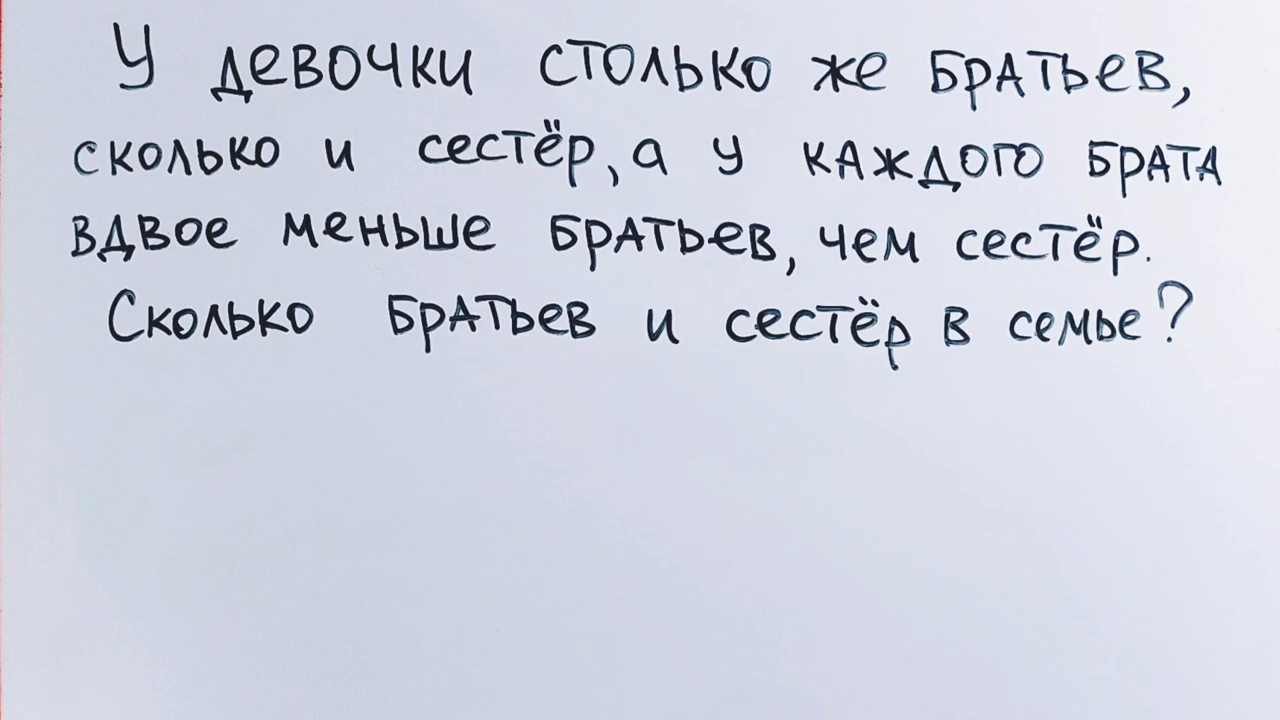 У девочки столько же братьев,
сколько и сестёр, а у каждого брата
вдвое меньше братьев, чем сестёр.
Сколько братьев и сестёр в семье?